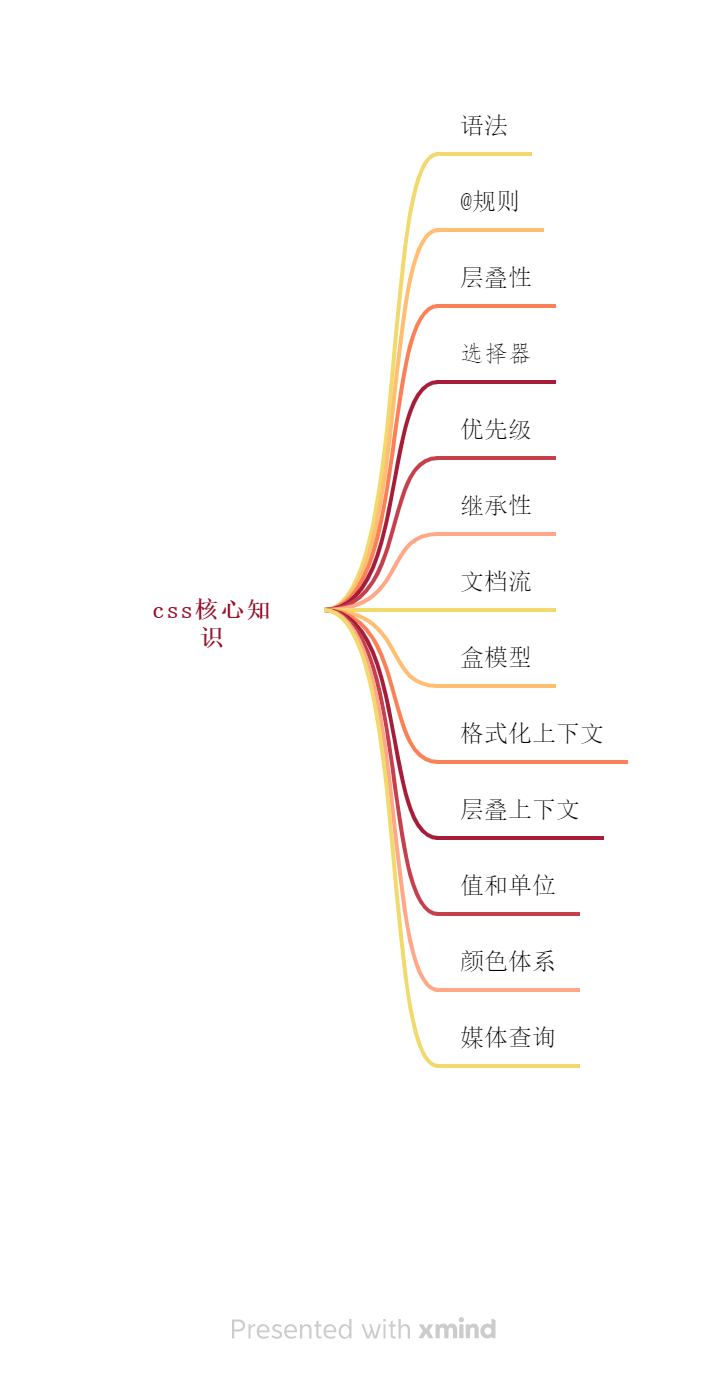 语法
@规则
层叠性
选择器
优先级
继承性
文档流
css核心知
识
盒模型
格式化上下文
层叠上下文
值和单位
颜色体系
媒体查询
Presented with xmind